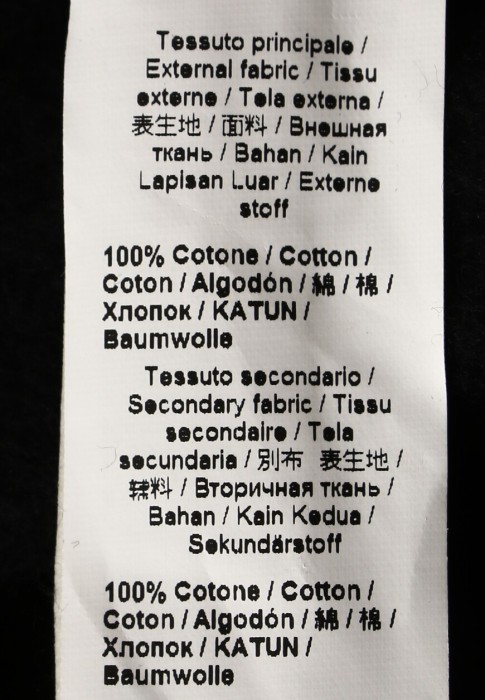 Tessuto principale /
External fabric / Tissu
externe / Tela externa /
表生地 / 面料 / Внешная
ткань / Bahan / Kain
Lapisan Luar / Externe
stoff
100% Cotone / Cotton /
Coton / Algodón / 綿 / 棉 /
Хлопок / KATUN /
Baumwolle
Tessuto secondario /
Secondary fabric / Tissu
secondaire / Tela
secundaria / 別布 表生地 /
辅料 / Вторичная ткань /
Bahan / Kain Kedua /
Sekundärstoff
100% Cotone / Cotton /
Coton / Algodón / 綿 / 棉 /
Хлопок / KATUN /
Baumwolle